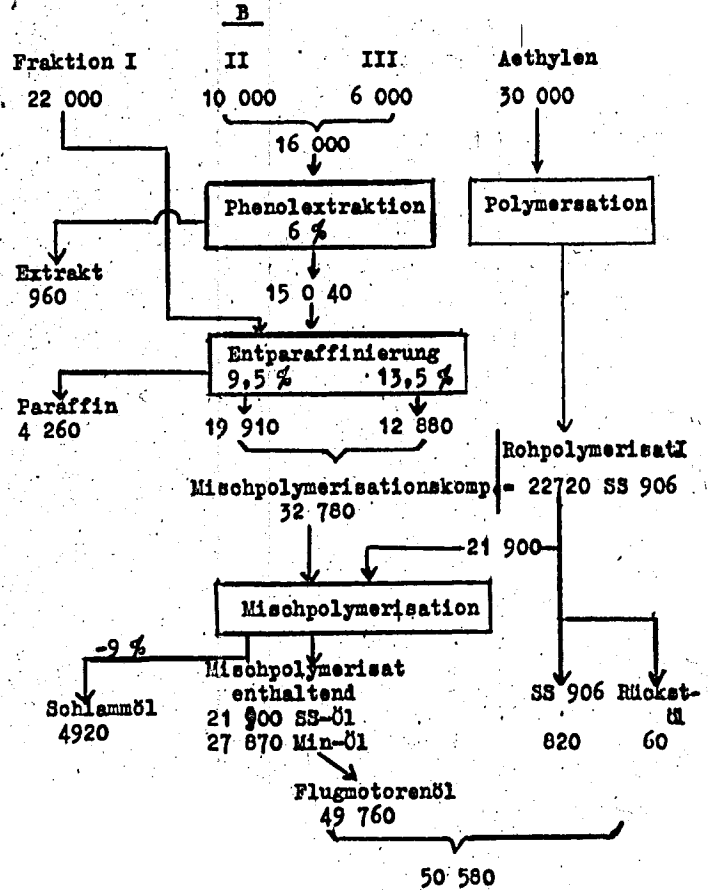 B
Fraktion I II III Aethylen
22 000 10 000 6 000 30 000
16 000
Phenolextraktion
6 %
Polymersation
Extrakt
960
15 0 40
Entparaffinierung
9,5 % 13,5 %
Paraffin
4 260
19 910 12 880
Rohpolymerisat I
Mischpolymerisationskomp. = 22720 SS 906
32 780
21 900
Mischpolymerisation
-9 %
Mischpolymerisat
enthaltend
21 900 SS-Öl
27 870 Min-Öl
Schlammöl
4920
SS 906 Rückst-
öl
820 60
Flugmotorenöl
49 760
50 580